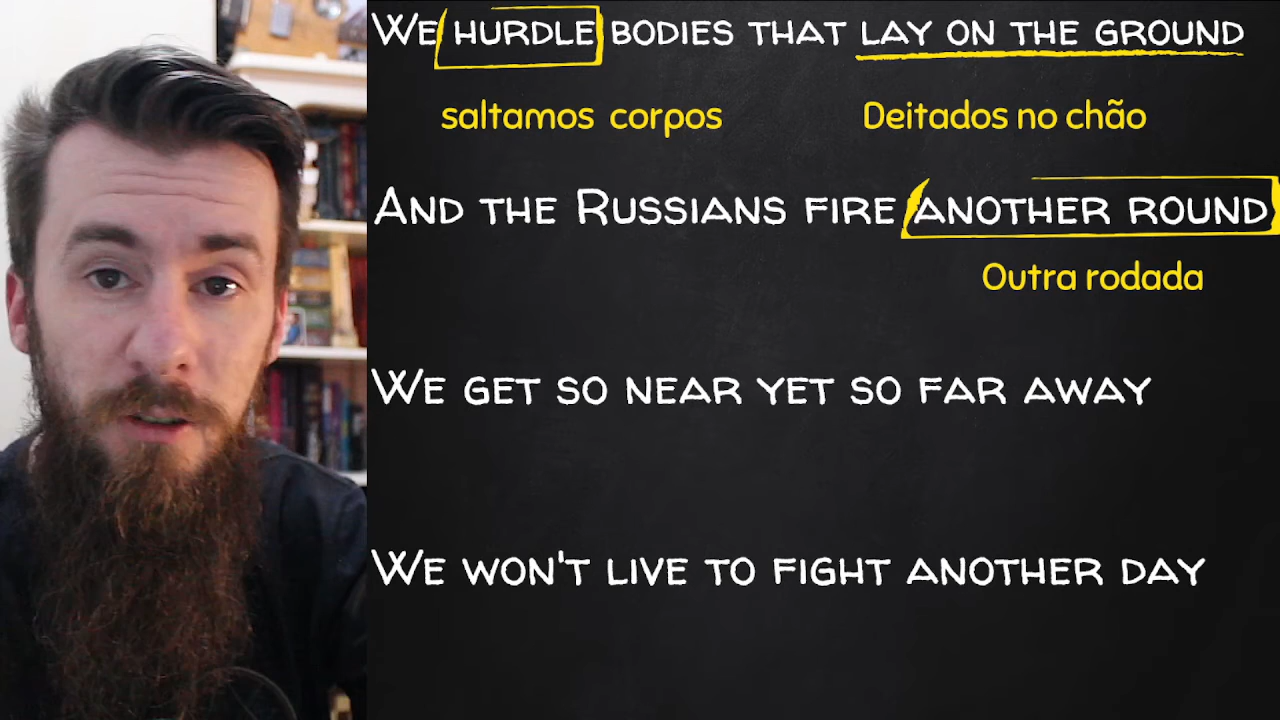 We hurdle bodies that lay on the ground
saltamos corpos Deitados no chão
And the Russians fire another round
Outra rodada
We get so near yet so far away
We won't live to fight another day